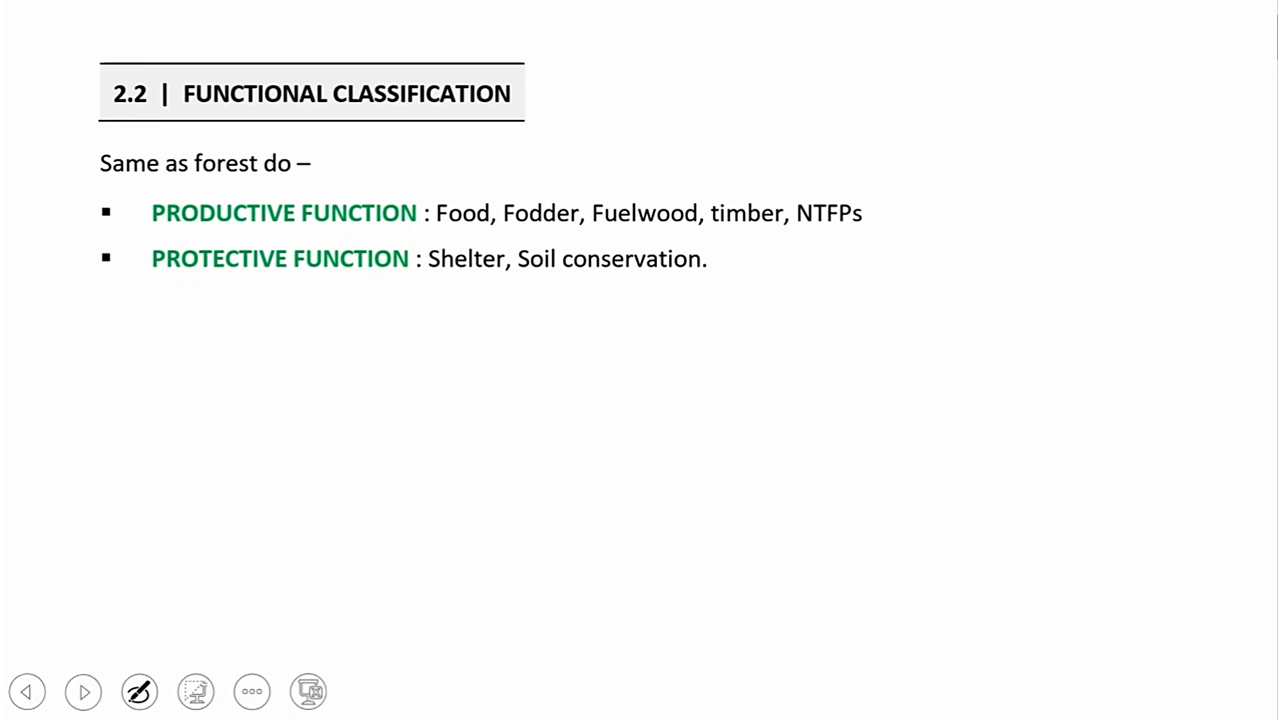 2.2 | FUNCTIONAL CLASSIFICATION
Same as forest do –
▪ PRODUCTIVE FUNCTION : Food, Fodder, Fuelwood, timber, NTFPs
▪ PROTECTIVE FUNCTION : Shelter, Soil conservation.